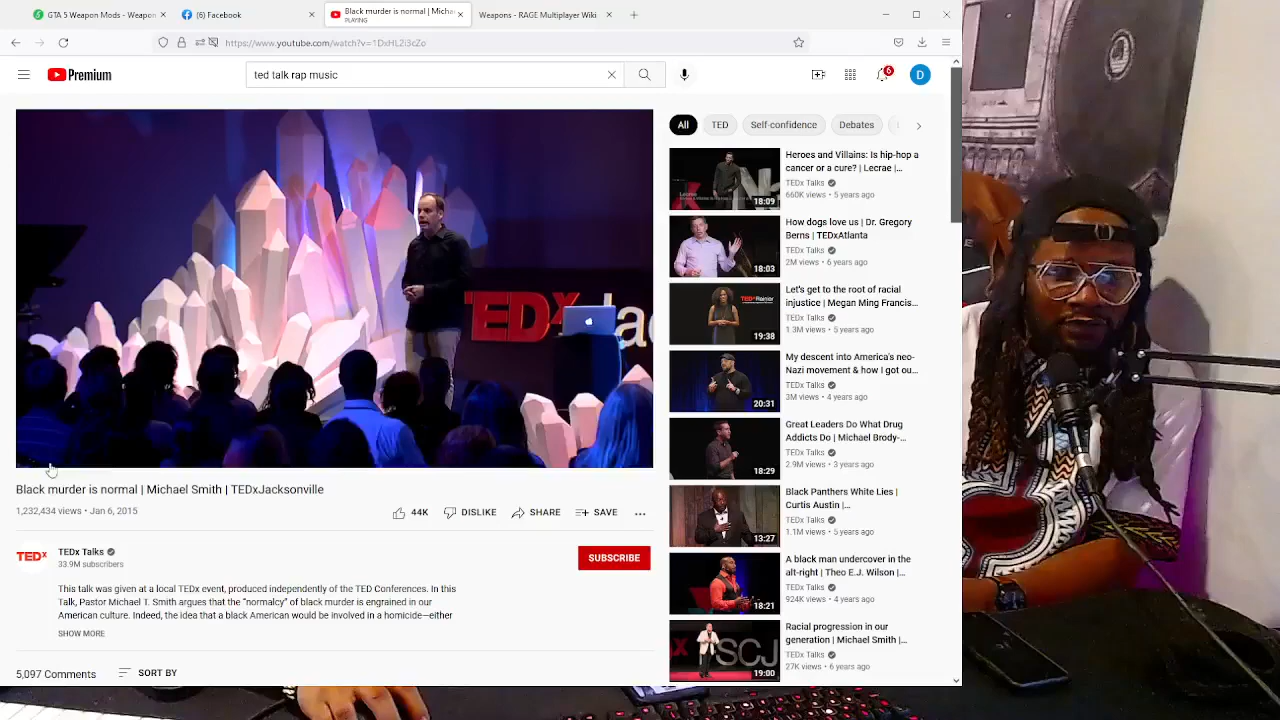 GTA 5 Weapon Mods - Weapon
(6) Facebook
Black murder is normal | Micha
PLAYING
Weapons - RAGE Multiplayer Wiki
https://www.youtube.com/watch?v=1DxHLZi3cZo
Premium
ted talk rap music
6
D
All
TED
Self-confidence
Debates
TEDx
Black murder is normal | Michael Smith | TEDxJacksonville
1,232,434 views • Jan 6, 2015
44K
DISLIKE
SHARE
SAVE
TEDx
TEDx Talks
33.9M subscribers
SUBSCRIBE
This talk was given at a local TEDx event, produced independently of the TED Conferences. In this
Talk, Pastor Michael T. Smith argues that the “normalcy” of black murder is engrained in our
American culture. Indeed, the idea that a black American would be involved in a homicide—either
SHOW MORE
5,097 Comments
SORT BY
18:09
Heroes and Villains: Is hip-hop a
cancer or a cure? | Lecrae |...
TEDx Talks
660K views • 5 years ago
18:03
How dogs love us | Dr. Gregory
Berns | TEDxAtlanta
TEDx Talks
2M views • 6 years ago
TEDxRainier
19:38
Let's get to the root of racial
injustice | Megan Ming Francis...
TEDx Talks
1.3M views • 5 years ago
20:31
My descent into America's neo-
Nazi movement & how I got ou...
TEDx Talks
3M views • 4 years ago
18:29
Great Leaders Do What Drug
Addicts Do | Michael Brody-...
TEDx Talks
2.9M views • 3 years ago
13:27
Black Panthers White Lies |
Curtis Austin |...
TEDx Talks
1.1M views • 5 years ago
18:21
A black man undercover in the
alt-right | Theo E.J. Wilson |...
TEDx Talks
924K views • 4 years ago
SCJ
19:00
Racial progression in our
generation | Michael Smith |...
TEDx Talks
27K views • 6 years ago